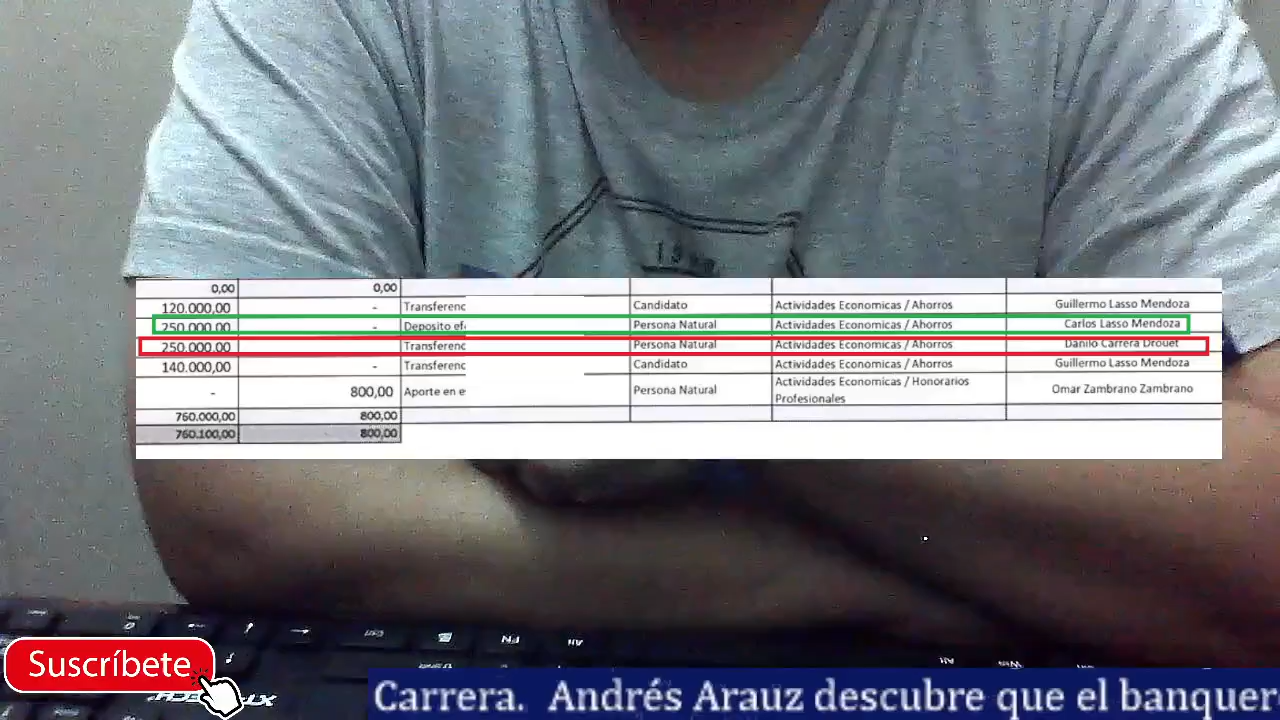 0,00 0,00
120.000,00 - Transferenc Candidato Actividades Economicas / Ahorros Guillermo Lasso Mendoza
250.000,00 - Deposito efe Persona Natural Actividades Economicas / Ahorros Carlos Lasso Mendoza
250.000,00 Transferenc Persona Natural Actividades Economicas / Ahorros Danilo Carrera Drouet
140.000,00 - Transferenc Candidato Actividades Economicas / Ahorros Guillermo Lasso Mendoza
- 800,00 Aporte en e Persona Natural Actividades Economicas / Honorarios Profesionales Omar Zambrano Zambrano
760.000,00 800,00
760.100,00 800,00
Ctrl FN Alt
Suscríbete
Carrera. Andrés Arauz descubre que el banquer